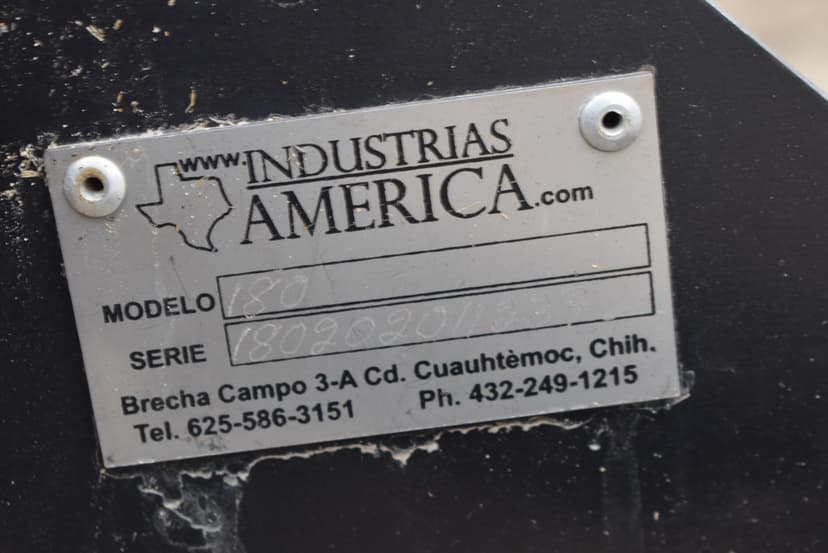 www.INDUSTRIAS
AMERICA.com
MODELO 180
SERIE
Brecha Campo 3-A Cd. Cuauhtèmoc, Chih.
Tel. 625-586-3151 Ph. 432-249-1215